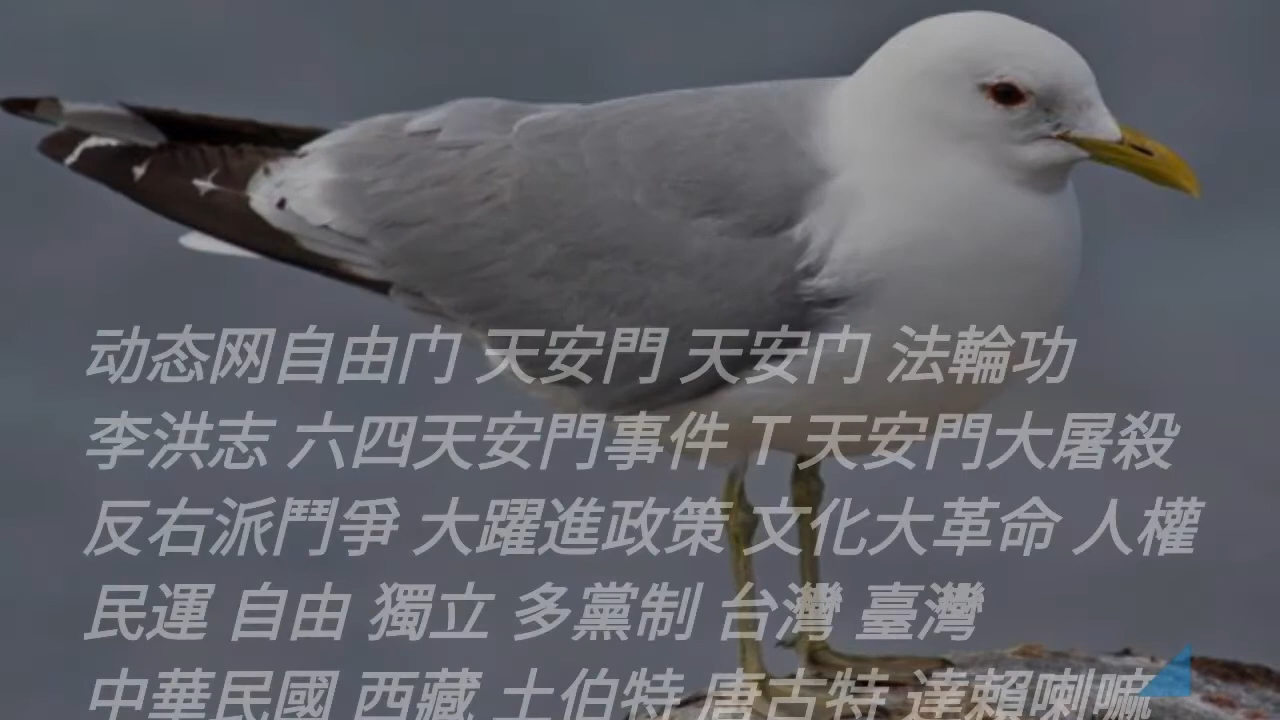 动态网自由门 天安門 天安门 法輪功
李洪志 六四天安門事件 T 天安門大屠殺
反右派鬥爭 大躍進政策 文化大革命 人權
民運 自由 獨立 多黨制 台灣 臺灣
中華民國 西藏 土伯特 唐古特 達賴喇嘛